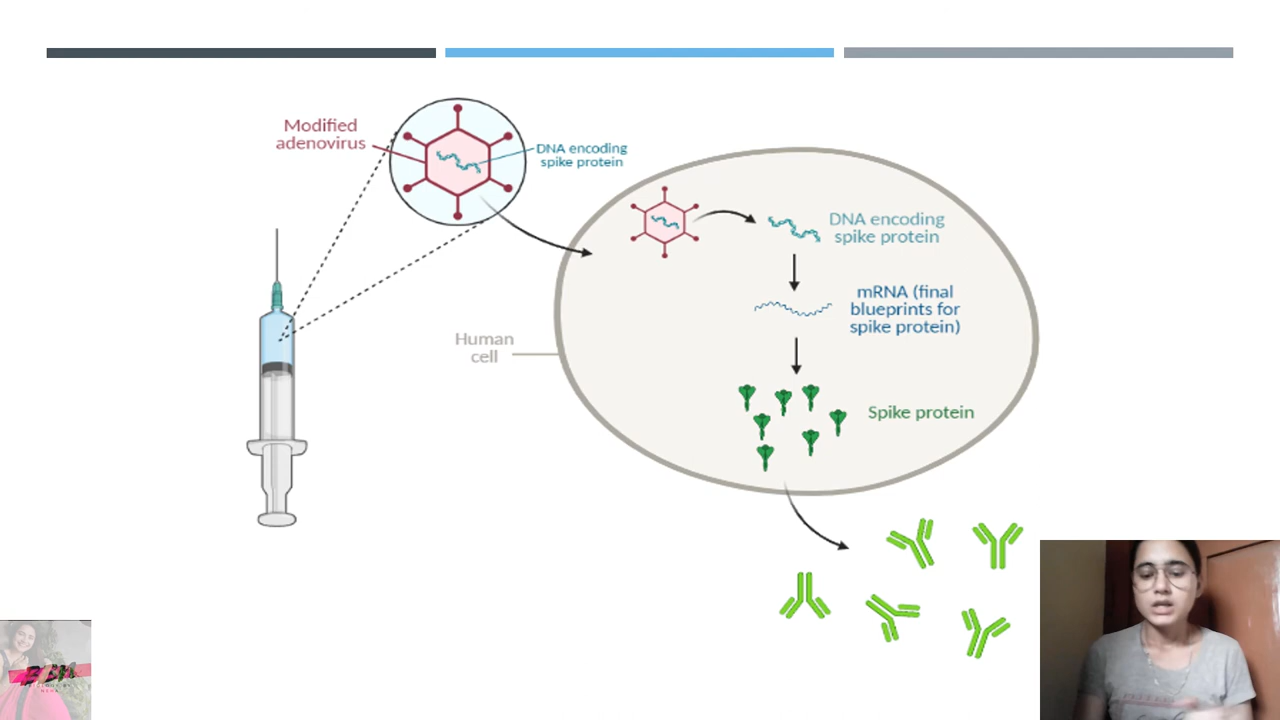 Modified
adenovirus
DNA encoding
spike protein
DNA encoding
spike protein
mRNA (final
blueprints for
spike protein)
Human
cell
Spike protein